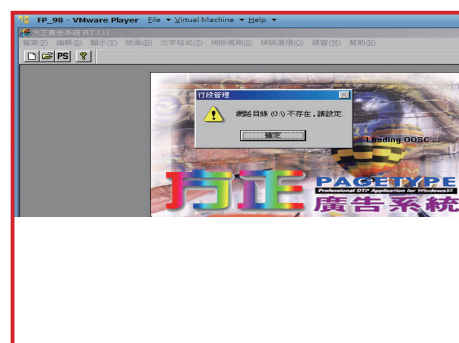 FP_98 - VMware Player File ▾ Virtual Machine ▾ Help ▾
方正廣告系統 FIT 3.11
檔案(F) 編輯(E) 顯示(Y) 版面(B) 文字格式(T) 排版規則(G) 排版選項(O) 視窗(W) 幫助(H)
PS ?
行政管理
網路目錄 (O:\) 不存在 , 請設定.
確定
Loading OOSC ...
方正
PAGETYPE
Professional DTP Application for Windows95
廣告系統